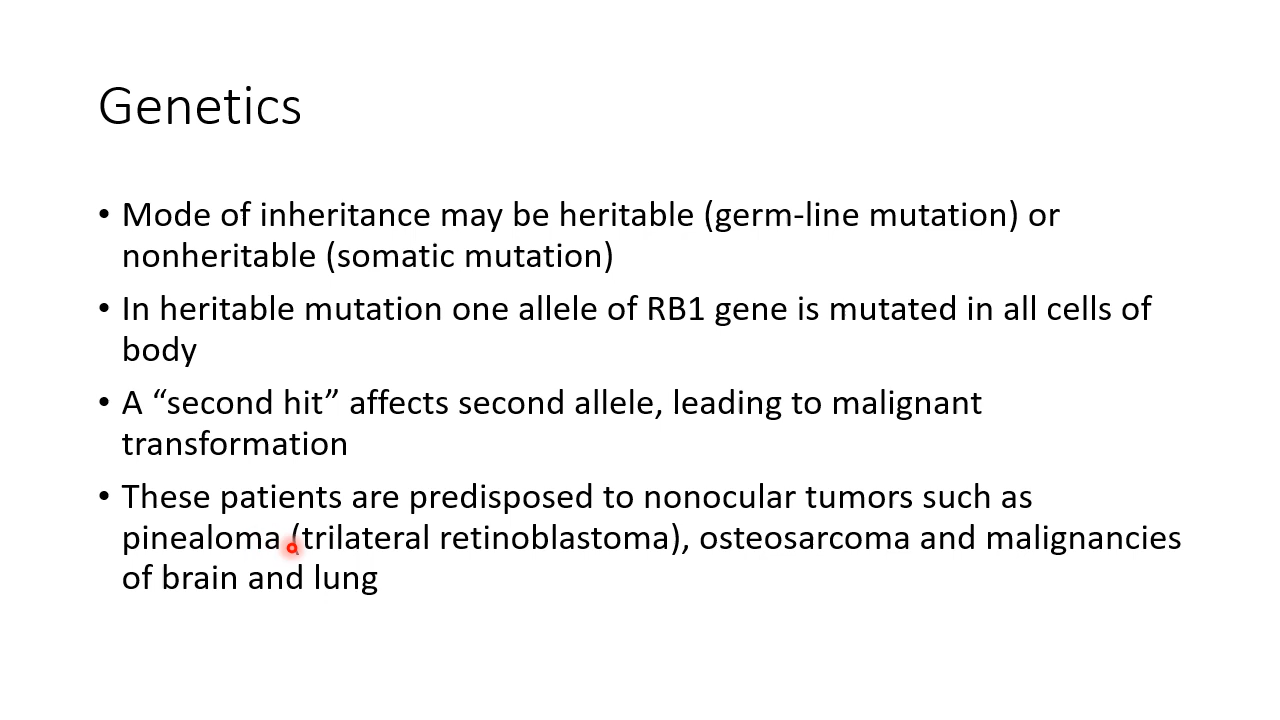 Genetics
• Mode of inheritance may be heritable (germ-line mutation) or
nonheritable (somatic mutation)
• In heritable mutation one allele of RB1 gene is mutated in all cells of
body
• A “second hit” affects second allele, leading to malignant
transformation
• These patients are predisposed to nonocular tumors such as
pinealoma (trilateral retinoblastoma), osteosarcoma and malignancies
of brain and lung